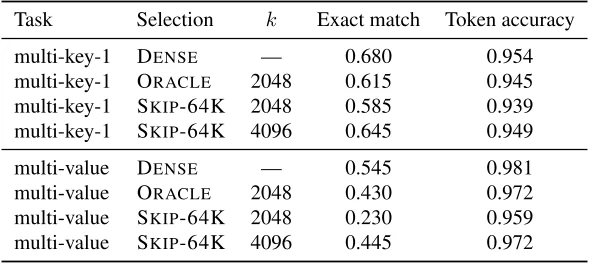 Task Selection k Exact match Token accuracy
multi-key-1 DENSE — 0.680 0.954
multi-key-1 ORACLE 2048 0.615 0.945
multi-key-1 SKIP-64K 2048 0.585 0.939
multi-key-1 SKIP-64K 4096 0.645 0.949
multi-value DENSE — 0.545 0.981
multi-value ORACLE 2048 0.430 0.972
multi-value SKIP-64K 2048 0.230 0.959
multi-value SKIP-64K 4096 0.445 0.972